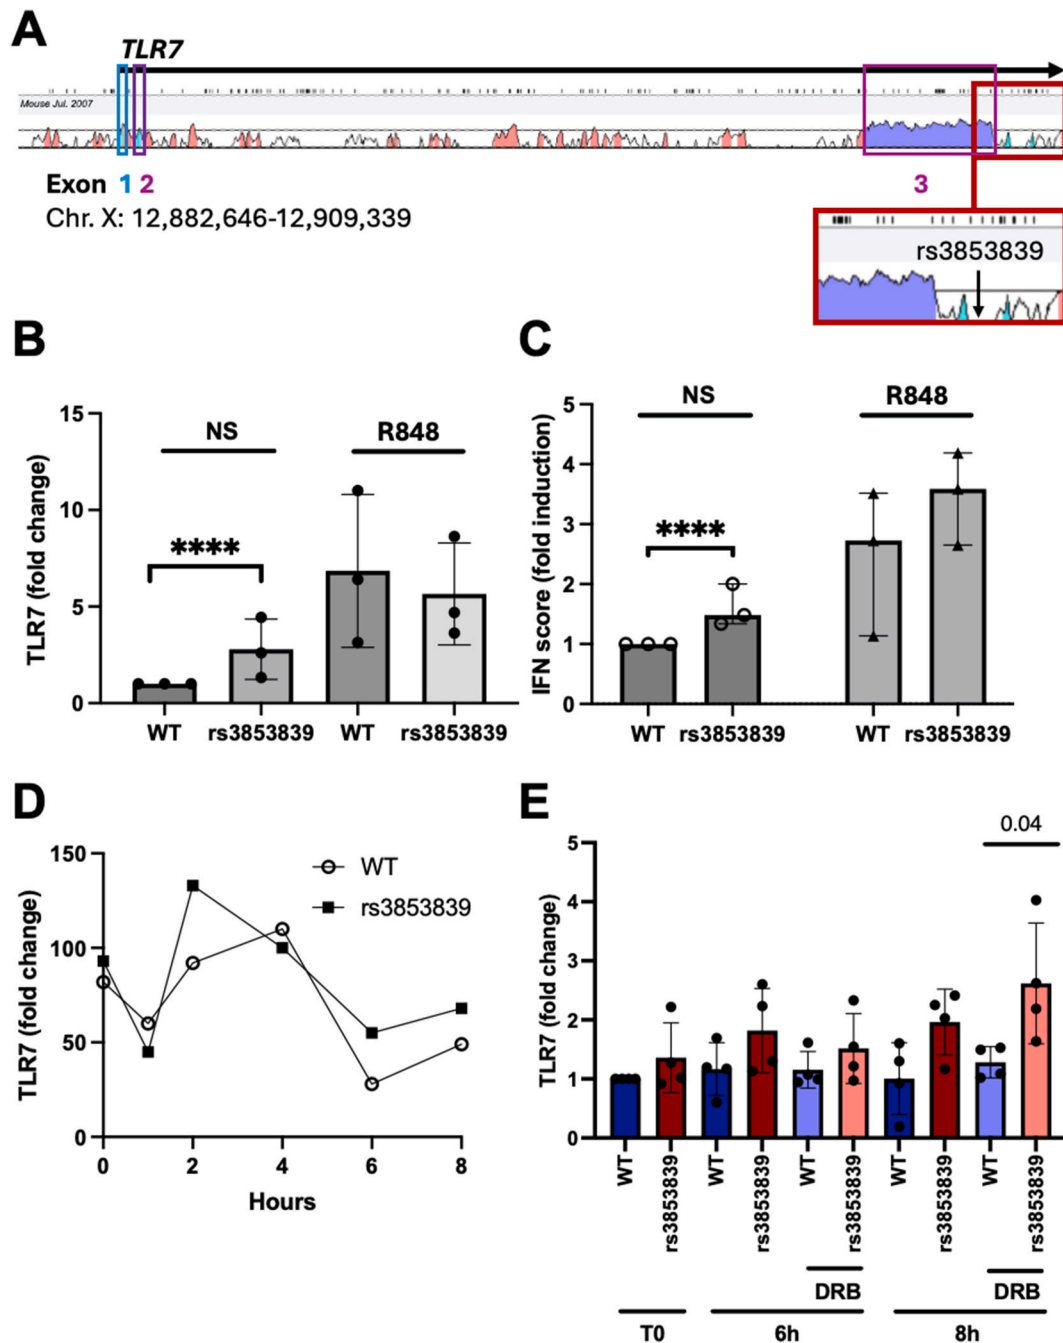 A
TLR7
Mouse Jul. 2007
Exon 1 2 3
Chr. X: 12,882,646-12,909,339
rs3853839
B
TLR7 (fold change)
15
10
5
0
NS
R848
****
WT rs3853839 WT rs3853839
C
IFN score (fold induction)
5
4
3
2
1
0
NS
R848
****
WT rs3853839 WT rs3853839
D
TLR7 (fold change)
150
100
50
0
WT
rs3853839
0 2 4 6 8
Hours
E
TLR7 (fold change)
5
4
3
2
1
0
0.04
WT rs3853839 WT rs3853839 WT rs3853839 WT rs3853839 WT rs3853839
DRB DRB
T0 6h 8h